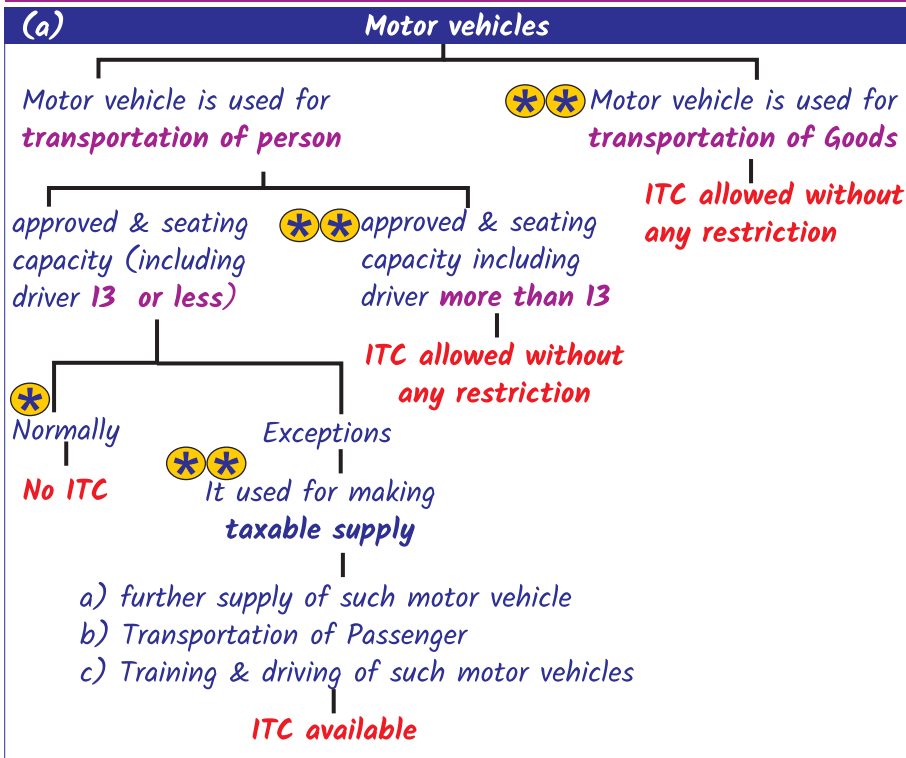 (a) Motor vehicles
Motor vehicle is used for
transportation of person
** Motor vehicle is used for
transportation of Goods
ITC allowed without
any restriction
approved & seating
capacity (including
driver 13 or less)
** approved & seating
capacity including
driver more than 13
ITC allowed without
any restriction
*
Normally
No ITC
Exceptions
**
It used for making
taxable supply
a) further supply of such motor vehicle
b) Transportation of Passenger
c) Training & driving of such motor vehicles
ITC available